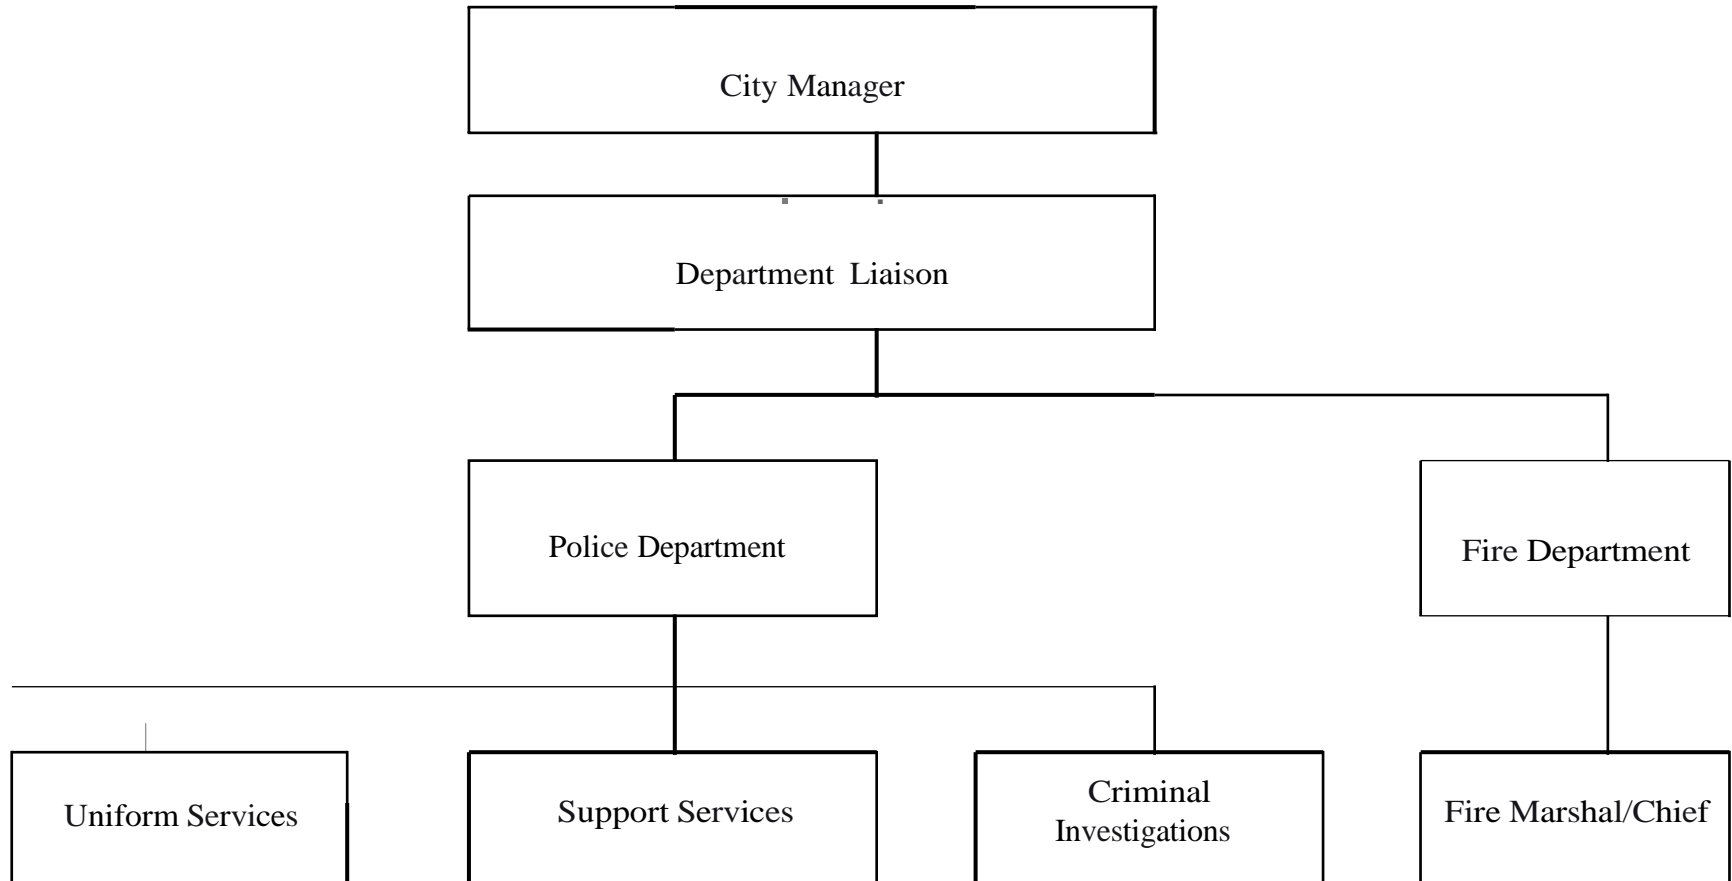 City Manager
Department Liaison
Police Department
Fire Department
Uniform Services
Support Services
Criminal
Investigations
Fire Marshal/Chief